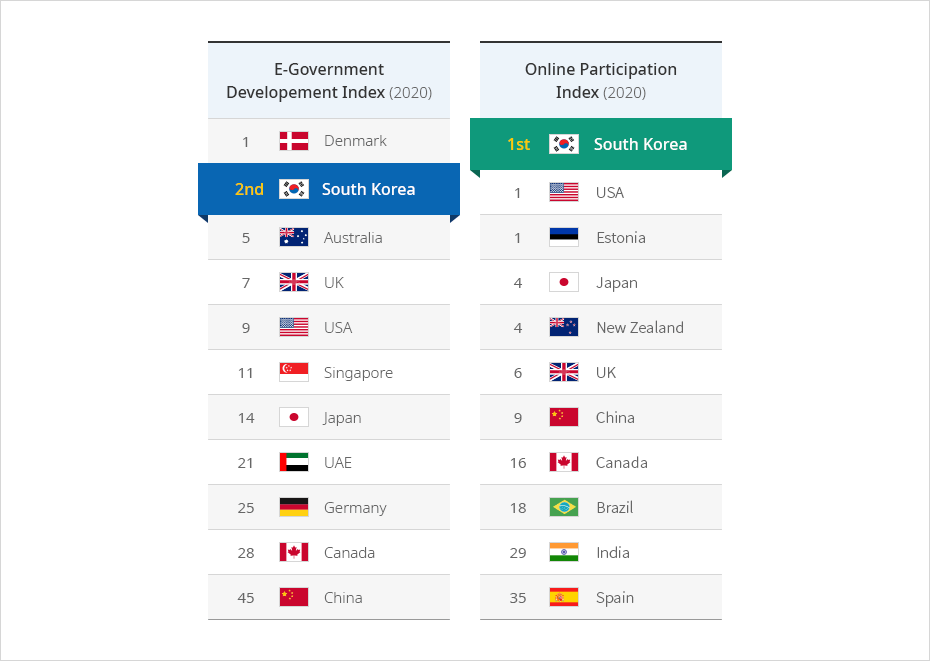 E-Government
Developement Index (2020)
1 Denmark
2nd South Korea
5 Australia
7 UK
9 USA
11 Singapore
14 Japan
21 UAE
25 Germany
28 Canada
45 China
Online Participation
Index (2020)
1st South Korea
1 USA
1 Estonia
4 Japan
4 New Zealand
6 UK
9 China
16 Canada
18 Brazil
29 India
35 Spain